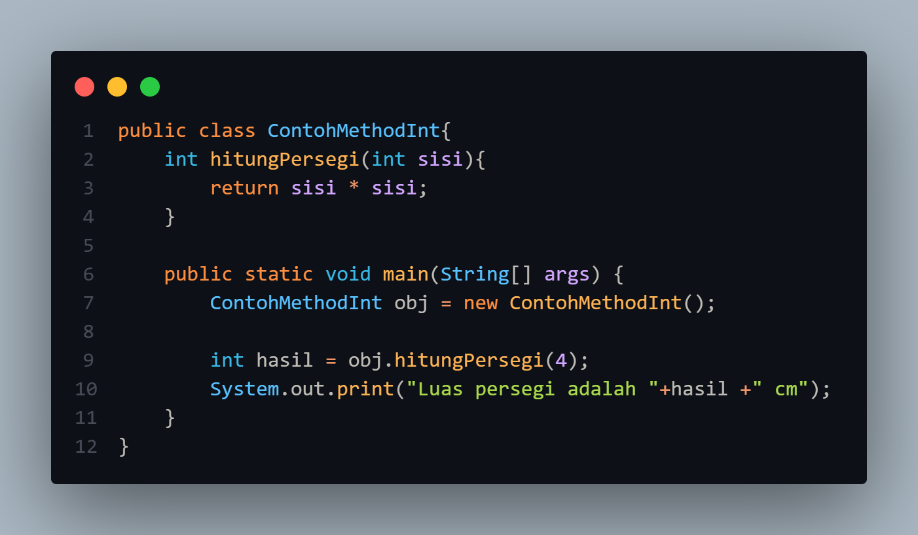 1 public class ContohMethodInt{
2     int hitungPersegi(int sisi){
3         return sisi * sisi;
4     }
5
6     public static void main(String[] args) {
7         ContohMethodInt obj = new ContohMethodInt();
8
9         int hasil = obj.hitungPersegi(4);
10         System.out.print("Luas persegi adalah "+hasil +" cm");
11     }
12 }